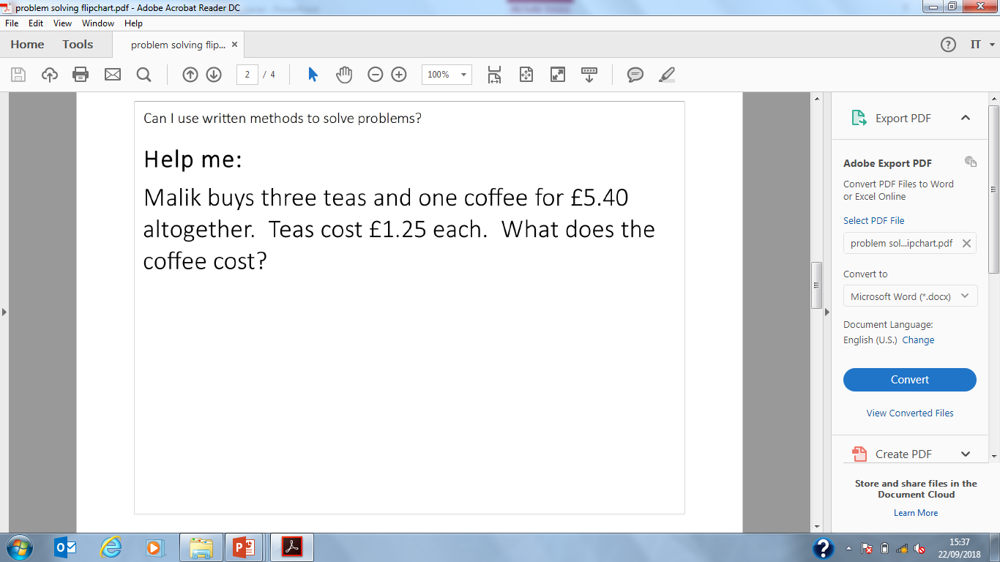 problem solving flipchart.pdf - Adobe Acrobat Reader DC
File Edit View Window Help
Home Tools problem solving flip... ×
IT
2 / 4 100%
Can I use written methods to solve problems?
Help me:
Malik buys three teas and one coffee for £5.40
altogether. Teas cost £1.25 each. What does the
coffee cost?
Export PDF
Adobe Export PDF
Convert PDF Files to Word
or Excel Online
Select PDF File
problem sol...ipchart.pdf
Convert to
Microsoft Word (*.docx)
Document Language:
English (U.S.) Change
Convert
View Converted Files
Create PDF
Store and share files in the
Document Cloud
Learn More
15:37
22/09/2018